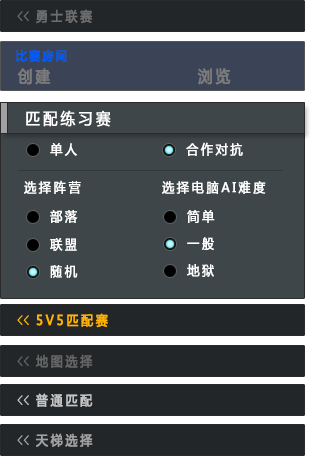 << 勇士联赛
比赛房间
创建 浏览
匹配练习赛
单人 合作对抗
选择阵营 选择电脑AI难度
部落 简单
联盟 一般
随机 地狱
<< 5V5匹配赛
<< 地图选择
<< 普通匹配
<< 天梯选择